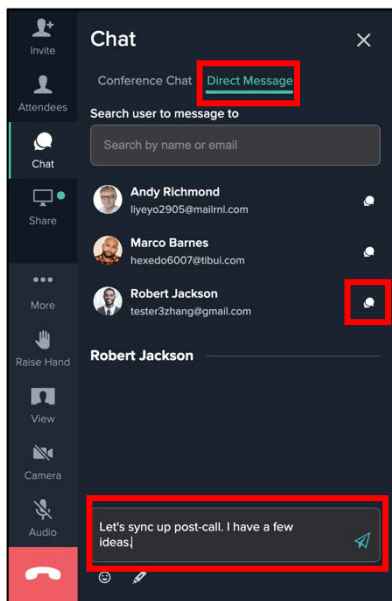 Invite
Attendees
Chat
Share
More
Raise Hand
View
Camera
Audio
Chat
Conference Chat Direct Message
Search user to message to
Search by name or email
Andy Richmond
liyeyo2905@mailrnl.com
Marco Barnes
hexedo6007@tibui.com
Robert Jackson
tester3zhang@gmail.com
Robert Jackson
Let's sync up post-call. I have a few
ideas.